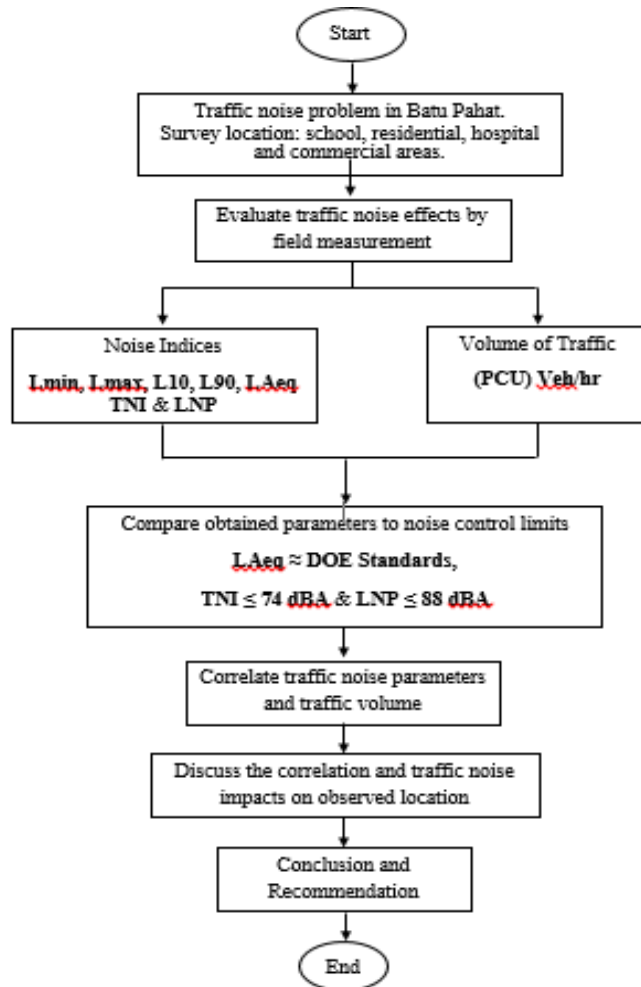 Start
Traffic noise problem in Batu Pahat.
Survey location: school, residential, hospital
and commercial areas.
Evaluate traffic noise effects by
field measurement
Noise Indices
Lmin, Lmax, L10, L90, LAeq
TNI & LNP
Volume of Traffic
(PCU) Veh/hr
Compare obtained parameters to noise control limits
LAeq ≈ DOE Standards,
TNI ≤ 74 dBA & LNP ≤ 88 dBA
Correlate traffic noise parameters
and traffic volume
Discuss the correlation and traffic noise
impacts on observed location
Conclusion and
Recommendation
End